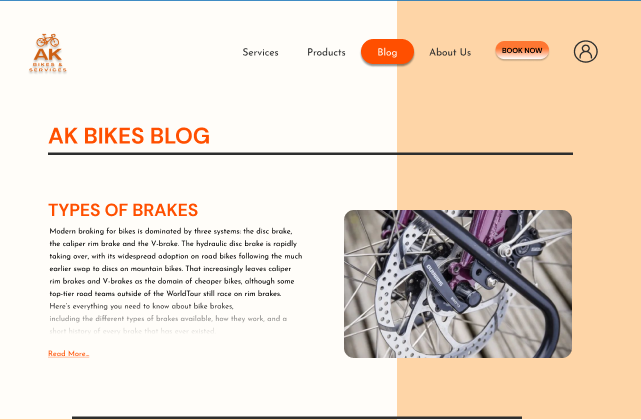 AK
BIKES &
SERVICES
Services
Products
Blog
About Us
BOOK NOW
AK BIKES BLOG
TYPES OF BRAKES
Modern braking for bikes is dominated by three systems: the disc brake,
the caliper rim brake and the V-brake. The hydraulic disc brake is rapidly
taking over, with its widespread adoption on road bikes following the much
earlier swap to discs on mountain bikes. That increasingly leaves caliper
rim brakes and V-brakes as the domain of cheaper bikes, although some
top-tier road teams outside of the WorldTour still race on rim brakes.
Here's everything you need to know about bike brakes,
including the different types of brakes available, how they work, and a
short history of every brake that has ever existed
Read More...
SHIMANO